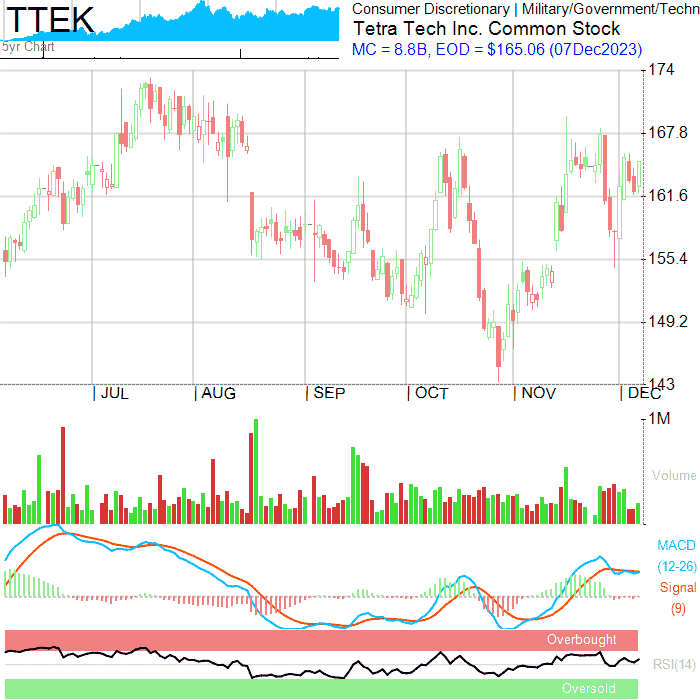 TTEK
5yr Chart
Consumer Discretionary | Military/Government/Techn
Tetra Tech Inc. Common Stock
MC = 8.8B, EOD = $165.06 (07Dec2023)
174
167.8
161.6
155.4
149.2
143
| JUL | AUG | SEP | OCT | NOV | DEC
1M
Volume
MACD
(12-26)
Signal
(9)
Overbought
RSI(14)
Oversold